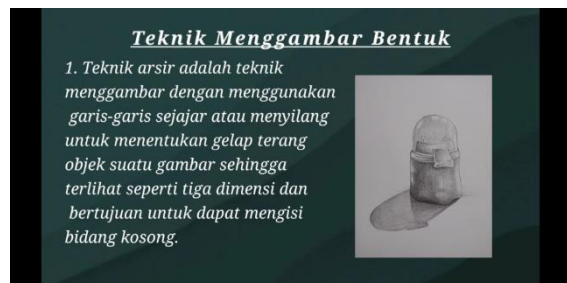 Teknik Menggambar Bentuk
1. Teknik arsir adalah teknik
menggambar dengan menggunakan
garis-garis sejajar atau menyilang
untuk menentukan gelap terang
objek suatu gambar sehingga
terlihat seperti tiga dimensi dan
bertujuan untuk dapat mengisi
bidang kosong.